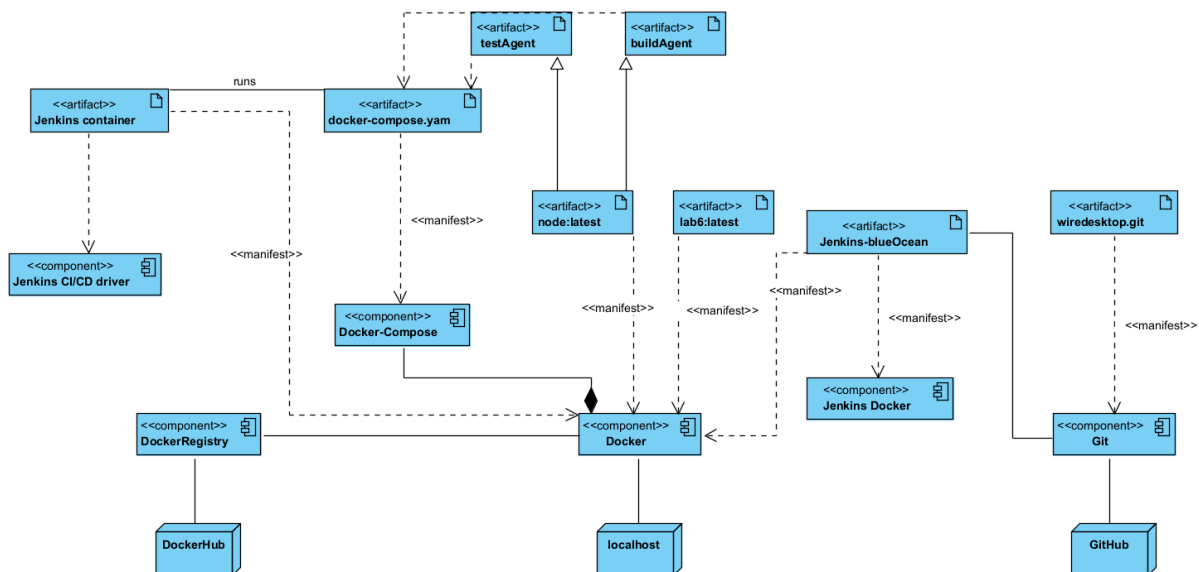 <<artifact>>
testAgent
<<artifact>>
buildAgent
runs
<<artifact>>
Jenkins container
<<artifact>>
docker-compose.yam
<<artifact>>
node:latest
<<artifact>>
lab6:latest
<<artifact>>
Jenkins-blueOcean
<<artifact>>
wiredesktop.git
<<manifest>>
<<manifest>>
<<component>>
Jenkins CI/CD driver
<<manifest>>
<<manifest>>
<<manifest>>
<<manifest>>
<<manifest>>
<<component>>
Docker-Compose
<<component>>
Jenkins Docker
<<component>>
DockerRegistry
<<component>>
Docker
<<component>>
Git
DockerHub
localhost
GitHub